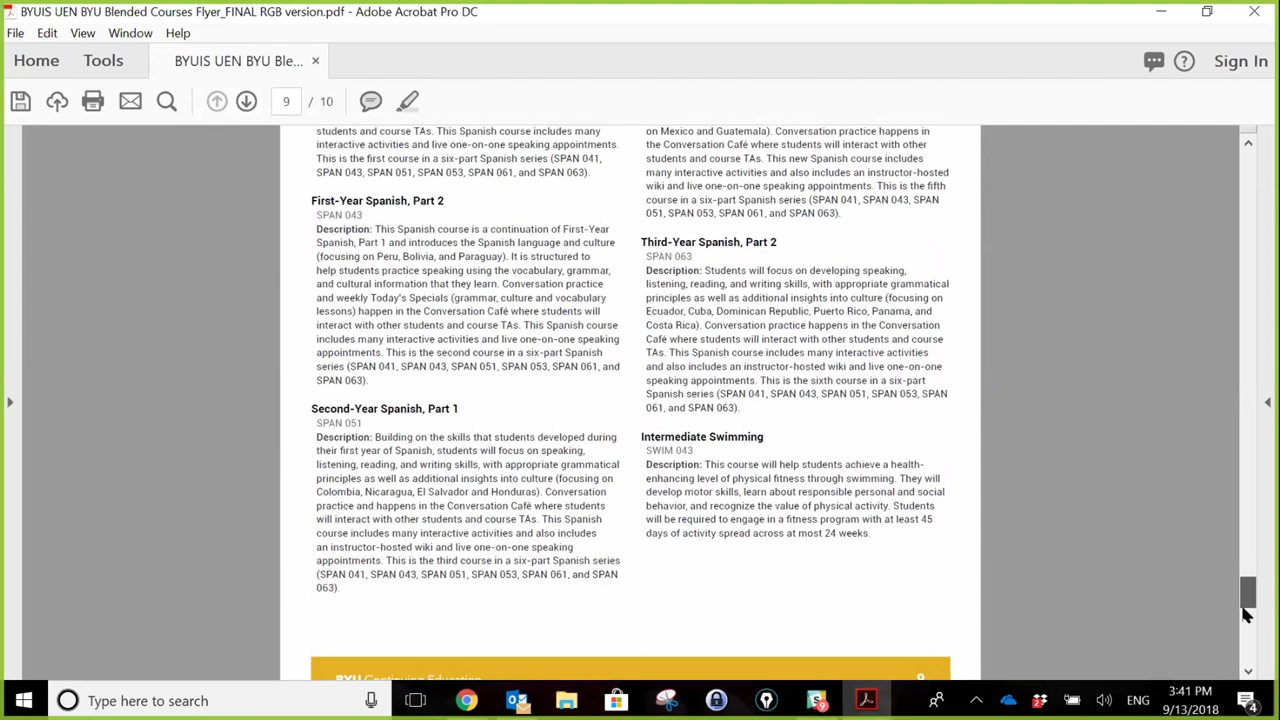 BYUIS UEN BYU Blended Courses Flyer_FINAL RGB version.pdf - Adobe Acrobat Pro DC
File Edit View Window Help
Home Tools BYUIS UEN BYU Ble... × Sign In
9 / 10
students and course TAs. This Spanish course includes many
interactive activities and live one-on-one speaking appointments.
This is the first course in a six-part Spanish series (SPAN 041,
SPAN 043, SPAN 051, SPAN 053, SPAN 061, and SPAN 063).
First-Year Spanish, Part 2
SPAN 043
Description: This Spanish course is a continuation of First-Year
Spanish, Part 1 and introduces the Spanish language and culture
(focusing on Peru, Bolivia, and Paraguay). It is structured to
help students practice speaking using the vocabulary, grammar,
and cultural information that they learn. Conversation practice
and weekly Today's Specials (grammar, culture and vocabulary
lessons) happen in the Conversation Café where students will
interact with other students and course TAs. This Spanish course
includes many interactive activities and live one-on-one speaking
appointments. This is the second course in a six-part Spanish
series (SPAN 041, SPAN 043, SPAN 051, SPAN 053, SPAN 061, and
SPAN 063).
Second-Year Spanish, Part 1
SPAN 051
Description: Building on the skills that students developed during
their first year of Spanish, students will focus on speaking,
listening, reading, and writing skills, with appropriate grammatical
principles as well as additional insights into culture (focusing on
Colombia, Nicaragua, El Salvador and Honduras). Conversation
practice and happens in the Conversation Café where students
will interact with other students and course TAs. This Spanish
course includes many interactive activities and also includes
an instructor-hosted wiki and live one-on-one speaking
appointments. This is the third course in a six-part Spanish series
(SPAN 041, SPAN 043, SPAN 051, SPAN 053, SPAN 061, and SPAN
063).
on Mexico and Guatemala). Conversation practice happens in
the Conversation Café where students will interact with other
students and course TAs. This new Spanish course includes
many interactive activities and also includes an instructor-hosted
wiki and live one-on-one speaking appointments. This is the fifth
course in a six-part Spanish series (SPAN 041, SPAN 043, SPAN
051, SPAN 053, SPAN 061, and SPAN 063).
Third-Year Spanish, Part 2
SPAN 063
Description: Students will focus on developing speaking,
listening, reading, and writing skills, with appropriate grammatical
principles as well as additional insights into culture (focusing on
Ecuador, Cuba, Dominican Republic, Puerto Rico, Panama, and
Costa Rica). Conversation practice happens in the Conversation
Café where students will interact with other students and course
TAs. This Spanish course includes many interactive activities
and also includes an instructor-hosted wiki and live one-on-one
speaking appointments. This is the sixth course in a six-part
Spanish series (SPAN 041, SPAN 043, SPAN 051, SPAN 053, SPAN
061, and SPAN 063).
Intermediate Swimming
SWIM 043
Description: This course will help students achieve a health-
enhancing level of physical fitness through swimming. They will
develop motor skills, learn about responsible personal and social
behavior, and recognize the value of physical activity. Students
will be required to engage in a fitness program with at least 45
days of activity spread across at most 24 weeks.
BYU Continuing Education 9
Type here to search
ENG
3:41 PM
9/13/2018
4